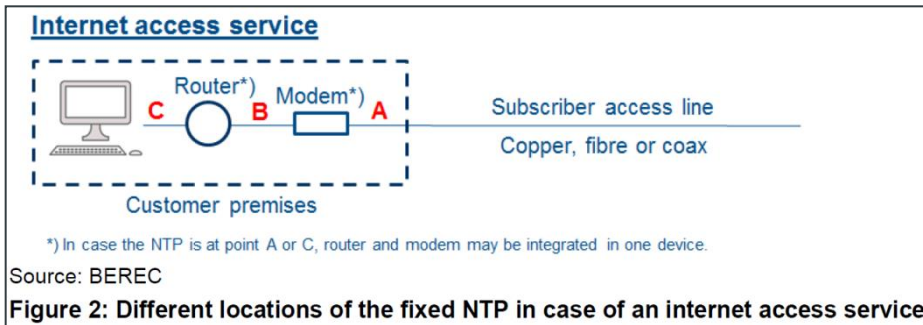 Internet access service
Router*)
Modem*)
C
B
A
Subscriber access line
Copper, fibre or coax
Customer premises
*) In case the NTP is at point A or C, router and modem may be integrated in one device.
Source: BEREC
Figure 2: Different locations of the fixed NTP in case of an internet access service